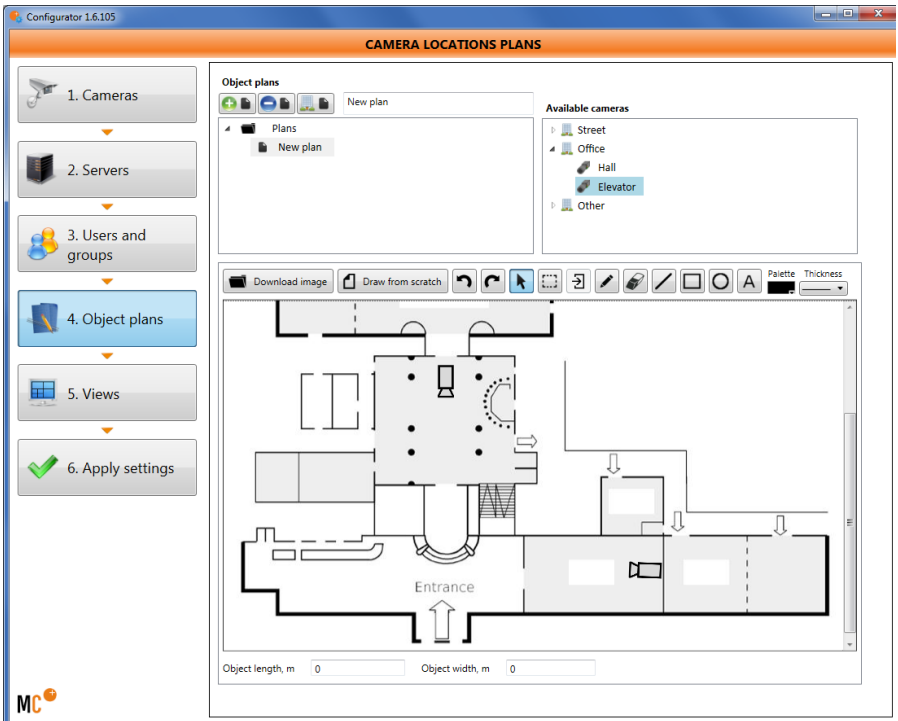 Configurator 1.6.105
CAMERA LOCATIONS PLANS
1. Cameras
2. Servers
3. Users and
groups
4. Object plans
5. Views
6. Apply settings
Object plans
New plan
Plans
New plan
Available cameras
Street
Office
Hall
Elevator
Other
Download image
Draw from scratch
A
Palette
Thickness
Entrance
Object length, m
0
Object width, m
0
MC